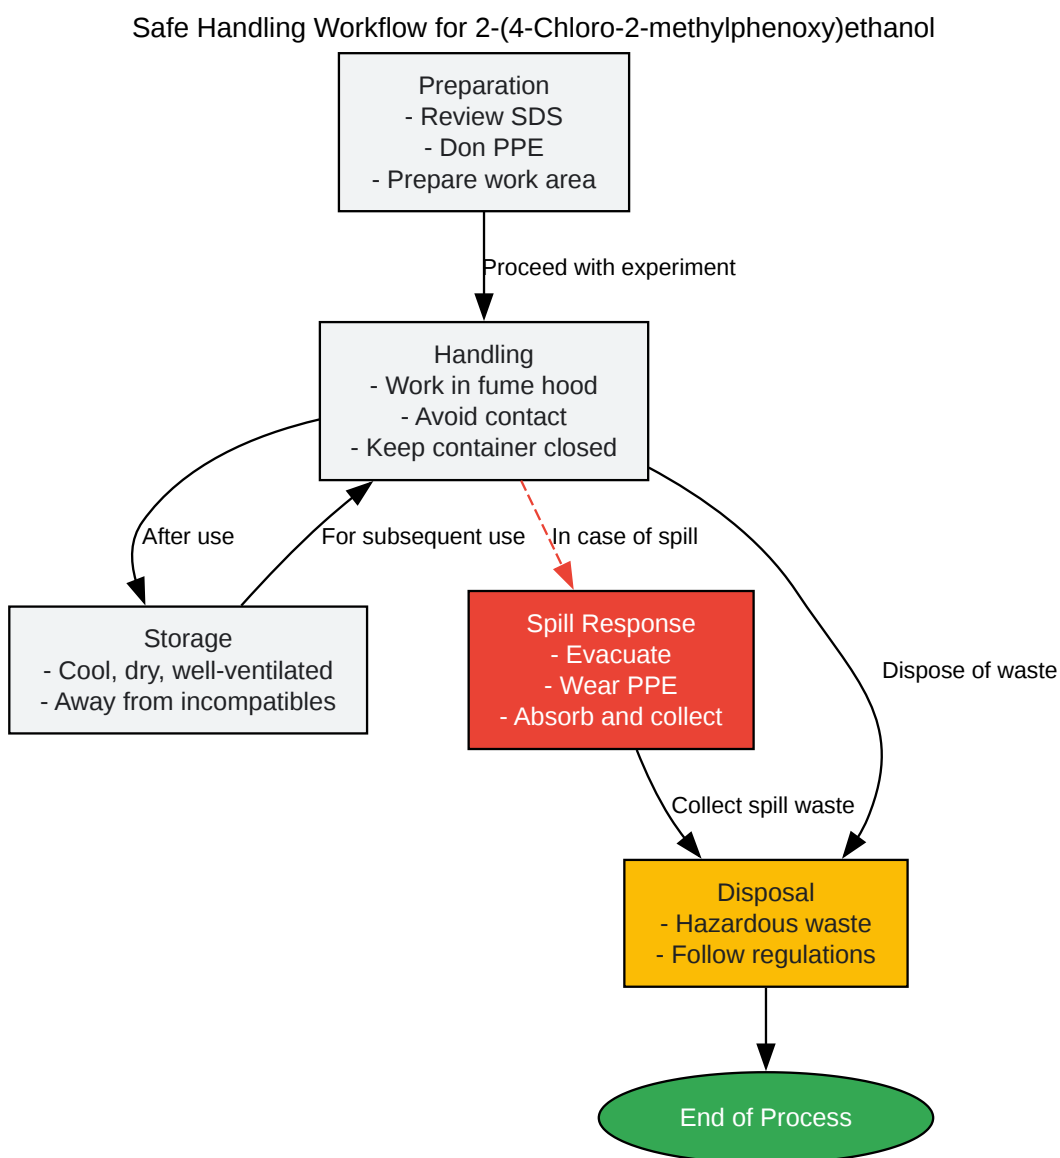 Safe Handling Workflow for 2-(4-Chloro-2-methylphenoxy)ethanol
Preparation
- Review SDS
- Don PPE
- Prepare work area
Proceed with experiment
Handling
- Work in fume hood
- Avoid contact
- Keep container closed
After use
For subsequent use
In case of spill
Storage
- Cool, dry, well-ventilated
- Away from incompatibles
Spill Response
- Evacuate
- Wear PPE
- Absorb and collect
Dispose of waste
Collect spill waste
Disposal
- Hazardous waste
- Follow regulations
End of Process